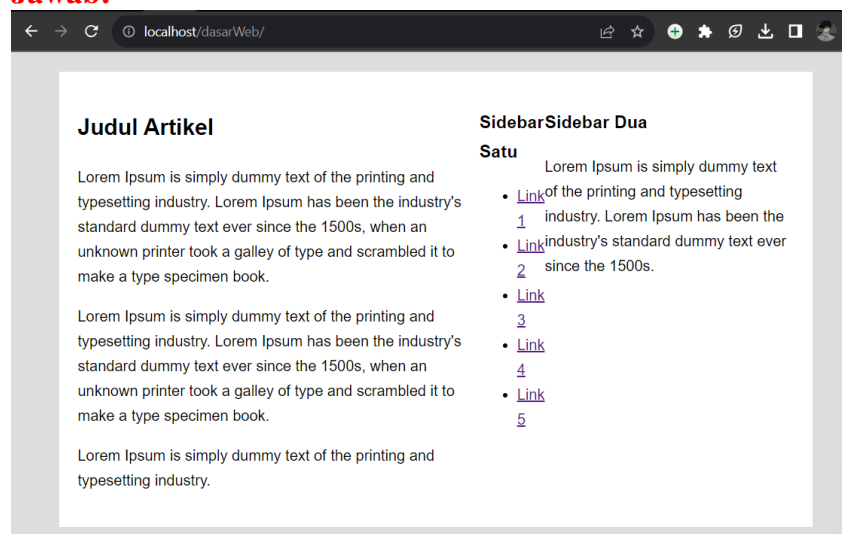 Jawab:
localhost/dasarWeb/
Judul Artikel
Lorem Ipsum is simply dummy text of the printing and
typesetting industry. Lorem Ipsum has been the industry's
standard dummy text ever since the 1500s, when an
unknown printer took a galley of type and scrambled it to
make a type specimen book.
Lorem Ipsum is simply dummy text of the printing and
typesetting industry. Lorem Ipsum has been the industry's
standard dummy text ever since the 1500s, when an
unknown printer took a galley of type and scrambled it to
make a type specimen book.
Lorem Ipsum is simply dummy text of the printing and
typesetting industry.
Sidebar
Satu
Link
1
Link
2
Link
3
Link
4
Link
5
Sidebar Dua
Lorem Ipsum is simply dummy text
of the printing and typesetting
industry. Lorem Ipsum has been the
industry's standard dummy text ever
since the 1500s.